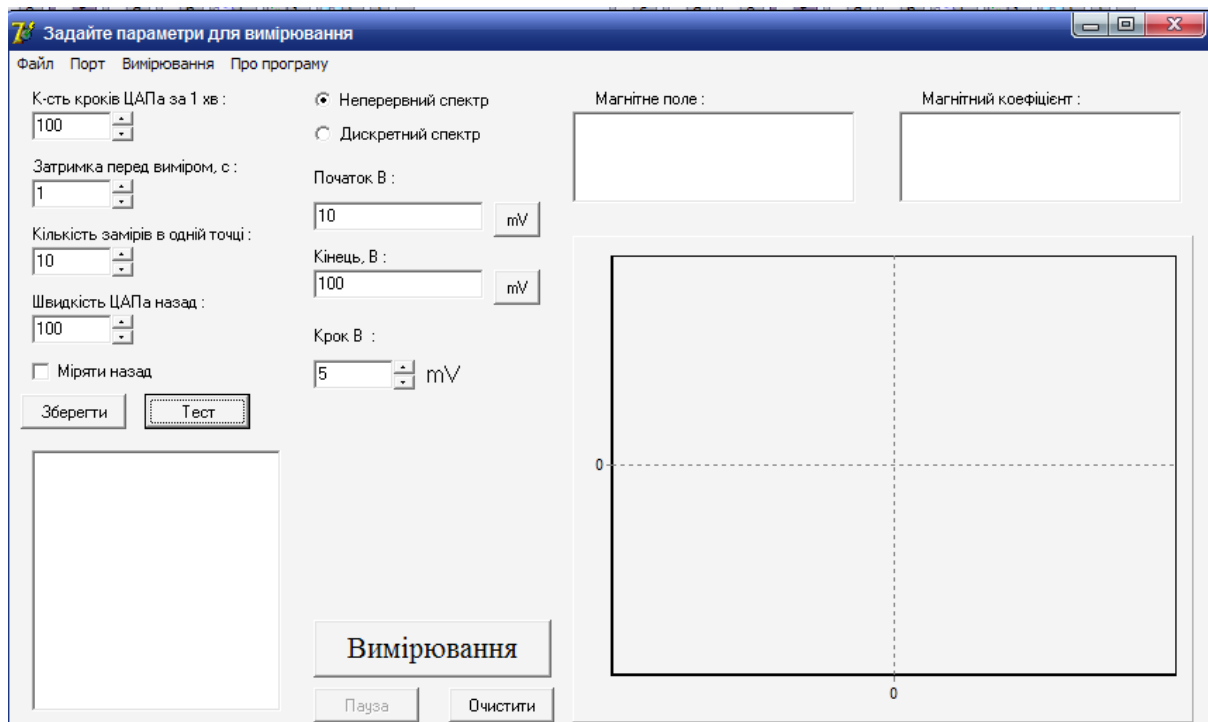 Задайте параметри для вимірювання
Файл Порт Вимірювання Про програму
К-сть кроків ЦАПа за 1 хв :
100
Затримка перед виміром, с :
1
Кількість замірів в одній точці :
10
Швидкість ЦАПа назад :
100
Міряти назад
Зберегти Тест
Неперервний спектр
Дискретний спектр
Початок В :
10 mV
Кінець, В :
100 mV
Крок В :
5 mV
Вимірювання
Пауза Очистити
Магнітне поле :
Магнітний коефіцієнт :
0
0